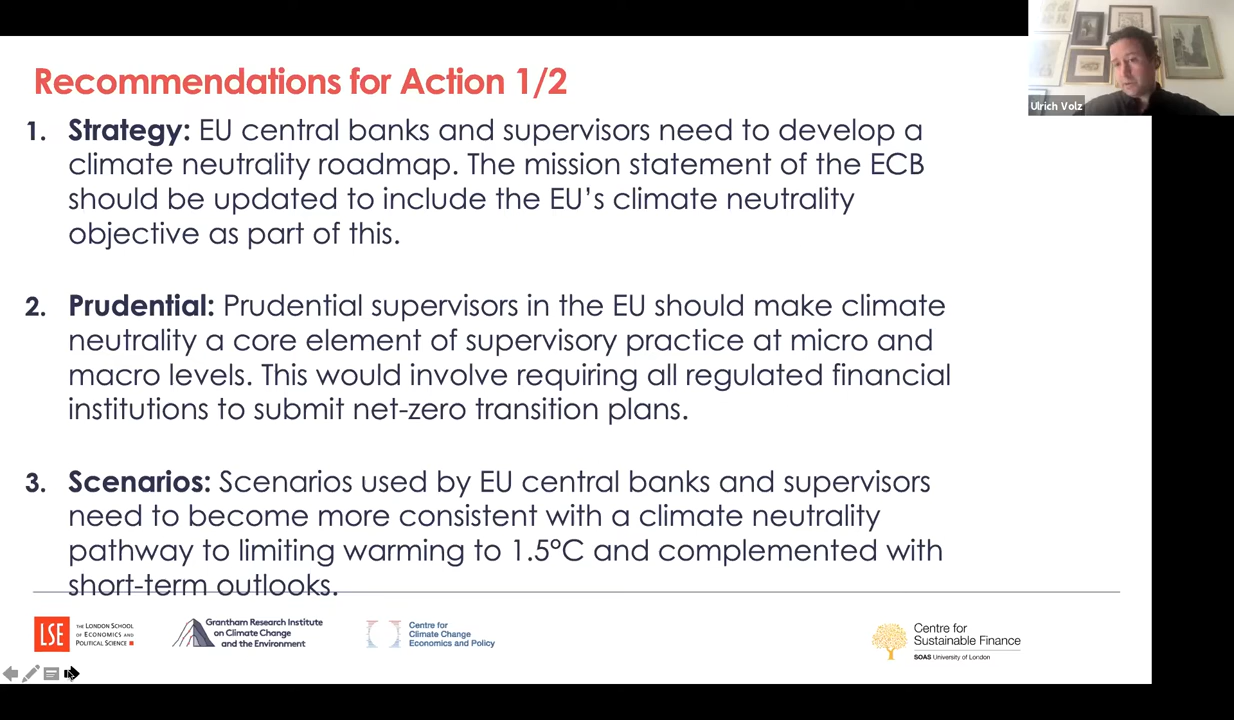 Recommendations for Action 1/2
1. Strategy: EU central banks and supervisors need to develop a
climate neutrality roadmap. The mission statement of the ECB
should be updated to include the EU's climate neutrality
objective as part of this.
2. Prudential: Prudential supervisors in the EU should make climate
neutrality a core element of supervisory practice at micro and
macro levels. This would involve requiring all regulated financial
institutions to submit net-zero transition plans.
3. Scenarios: Scenarios used by EU central banks and supervisors
need to become more consistent with a climate neutrality
pathway to limiting warming to 1.5°C and complemented with
short-term outlooks.
Ulrich Volz
LSE
THE LONDON SCHOOL
OF ECONOMICS AND
POLITICAL SCIENCE
Grantham Research Institute
on Climate Change
and the Environment
Centre for
Climate Change
Economics and Policy
Centre for
Sustainable Finance
SOAS University of London